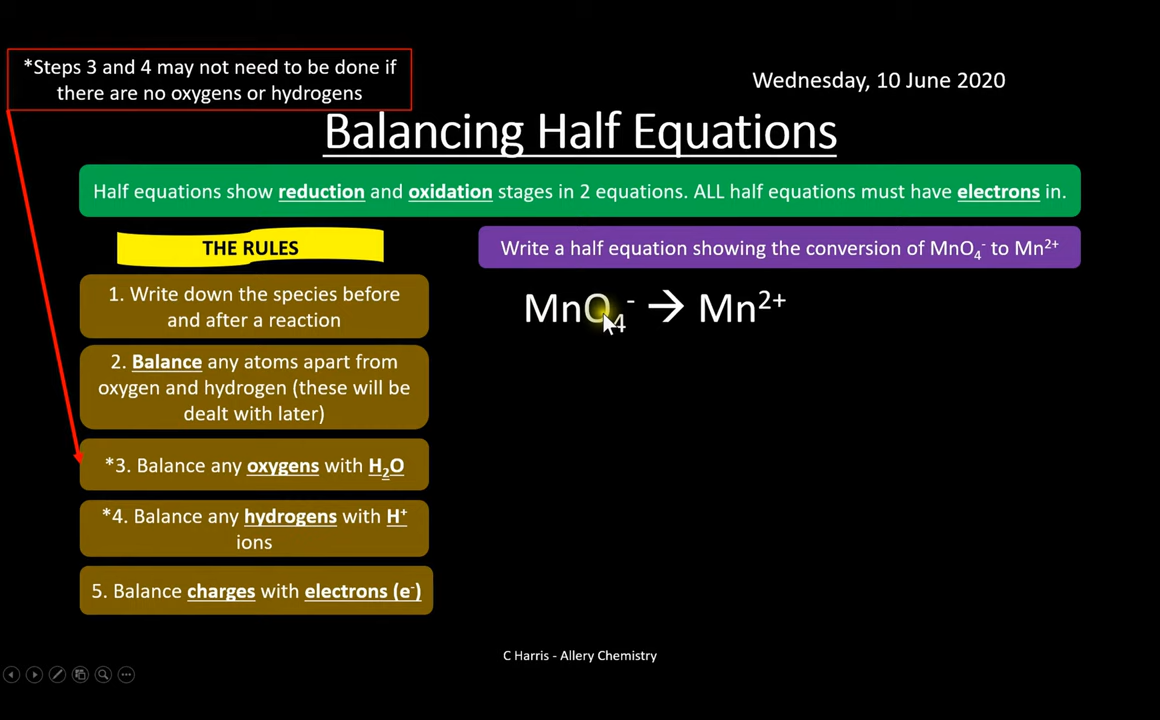 *Steps 3 and 4 may not need to be done if
there are no oxygens or hydrogens
Wednesday, 10 June 2020
Balancing Half Equations
Half equations show reduction and oxidation stages in 2 equations. ALL half equations must have electrons in.
THE RULES
1. Write down the species before
and after a reaction
2. Balance any atoms apart from
oxygen and hydrogen (these will be
dealt with later)
*3. Balance any oxygens with H₂O
*4. Balance any hydrogens with H⁺
ions
5. Balance charges with electrons (e⁻)
Write a half equation showing the conversion of MnO₄⁻ to Mn²⁺
MnO₄⁻ → Mn²⁺
C Harris - Allery Chemistry